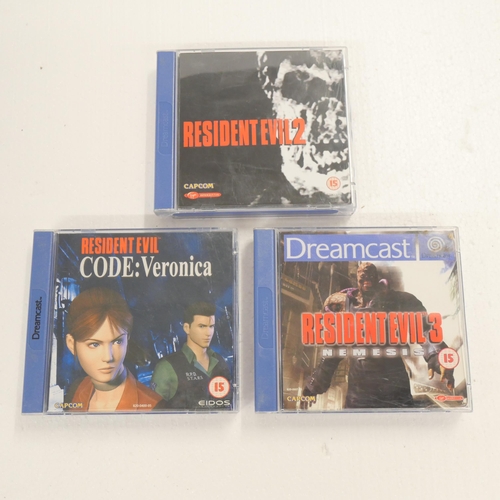 RESIDENT EVIL 2
CAPCOM
15
Dreamcast
RESIDENT EVIL
CODE: Veronica
15
CAPCOM
EIDOS
Dreamcast
RESIDENT EVIL 3
NEMESIS
15
CAPCOM